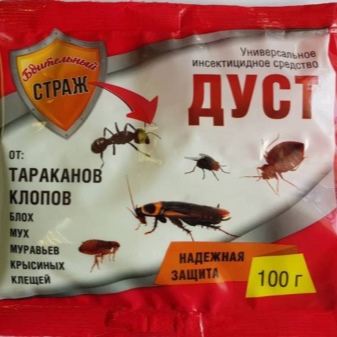 Бдительный
СТРАЖ
Универсальное
инсектицидное средство
ДУСТ
от:
ТАРАКАНОВ
КЛОПОВ
БЛОХ
МУХ
МУРАВЬЕВ
КРЫСИНЫХ
КЛЕЩЕЙ
НАДЕЖНАЯ
ЗАЩИТА
100 г